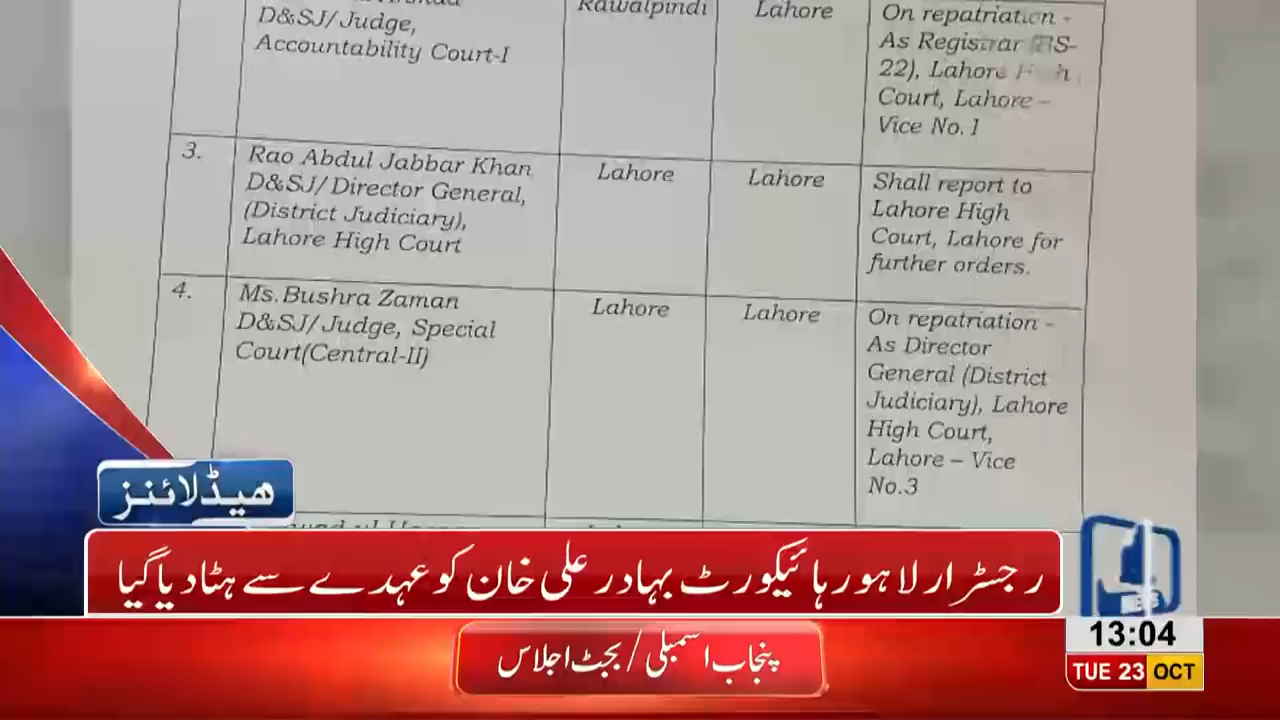 D&SJ/Judge,
Accountability Court-I
Rawalpindi
Lahore
On repatriation -
As Registrar
22), Lahore
Court, Lahore –
Vice No.1
3.
Rao Abdul Jabbar Khan
D&SJ/Director General,
(District Judiciary),
Lahore High Court
Lahore
Lahore
Shall report to
Lahore High
Court, Lahore for
further orders.
4.
Ms.Bushra Zaman
D&SJ/Judge, Special
Court(Central-II)
Lahore
Lahore
On repatriation -
As Director
General (District
Judiciary), Lahore
High Court,
Lahore – Vice
No.3
ھیڈلائنز
رجسٹرار لاہور ہائیکورٹ بہادر علی خان کو عہدے سے ہٹا دیا گیا
پنجاب اسمبلی / بجٹ اجلاس
13:04
TUE 23 OCT